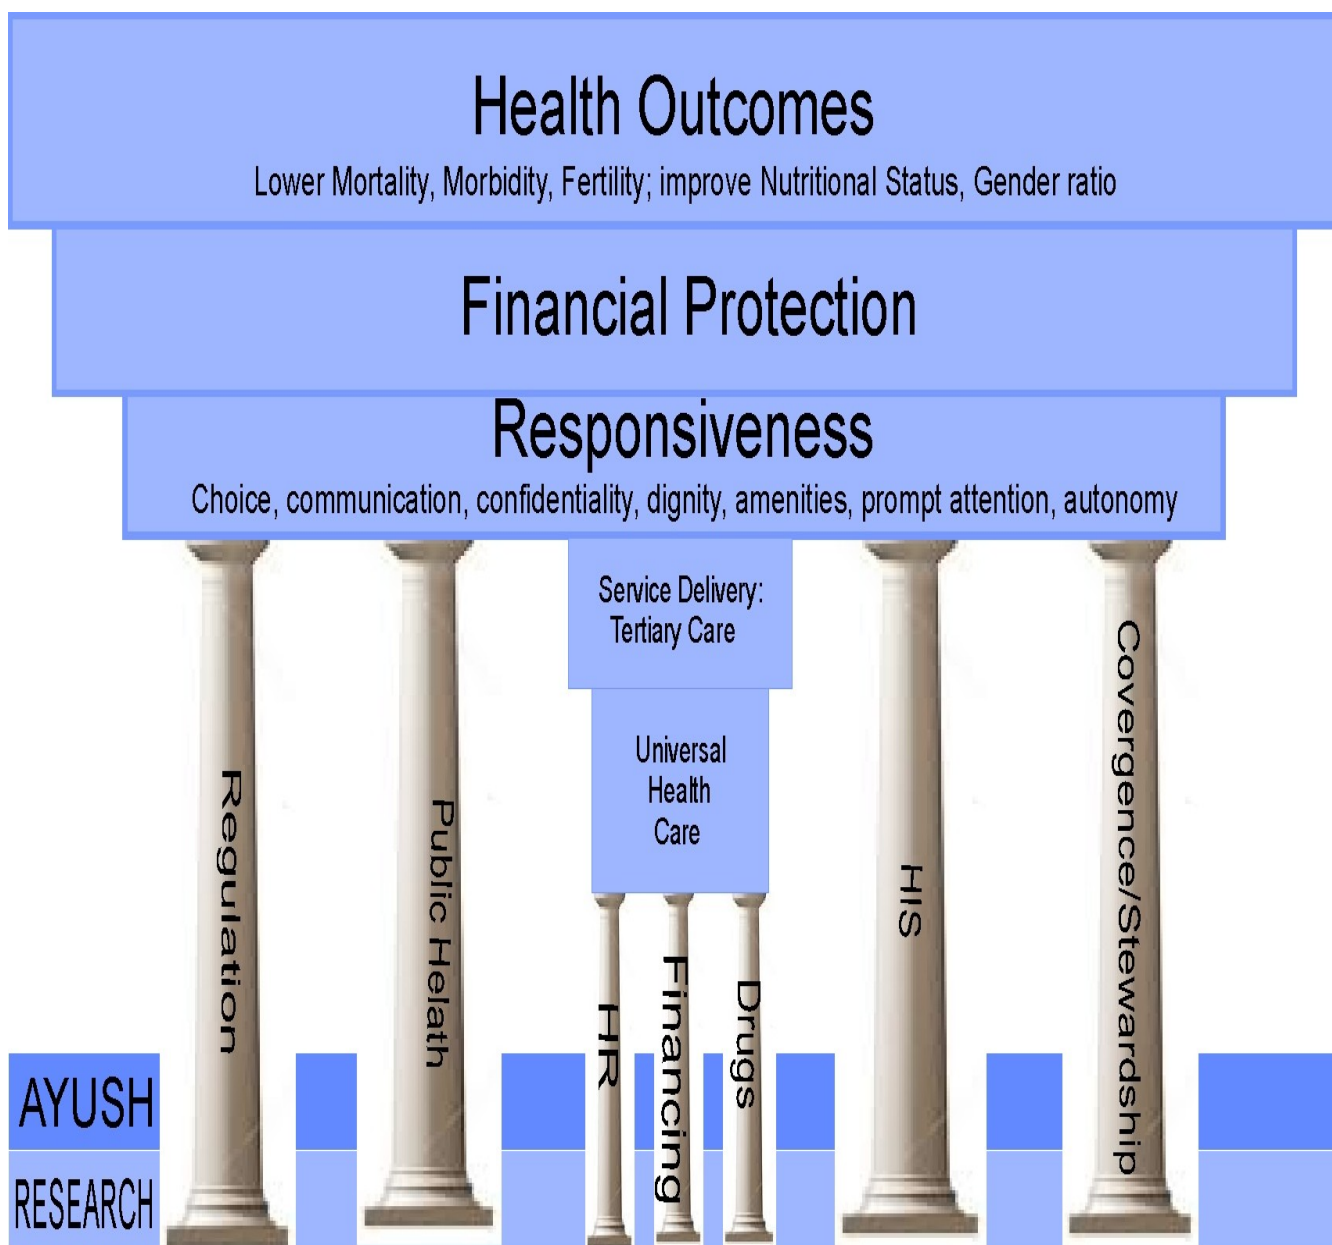 Health Outcomes
Lower Mortality, Morbidity, Fertility; improve Nutritional Status, Gender ratio
Financial Protection
Responsiveness
Choice, communication, confidentiality, dignity, amenities, prompt attention, autonomy
Service Delivery:
Tertiary Care
Universal
Health
Care
Regulation
Public Helath
HR
Financing
Drugs
HIS
Covergence/Stewardship
AYUSH
RESEARCH